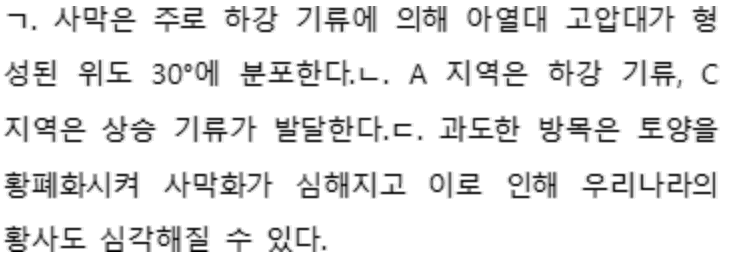 ㄱ. 사막은 주로 하강 기류에 의해 아열대 고압대가 형
성된 위도 30°에 분포한다.ㄴ. A 지역은 하강 기류, C
지역은 상승 기류가 발달한다.ㄷ. 과도한 방목은 토양을
황폐화시켜 사막화가 심해지고 이로 인해 우리나라의
황사도 심각해질 수 있다.